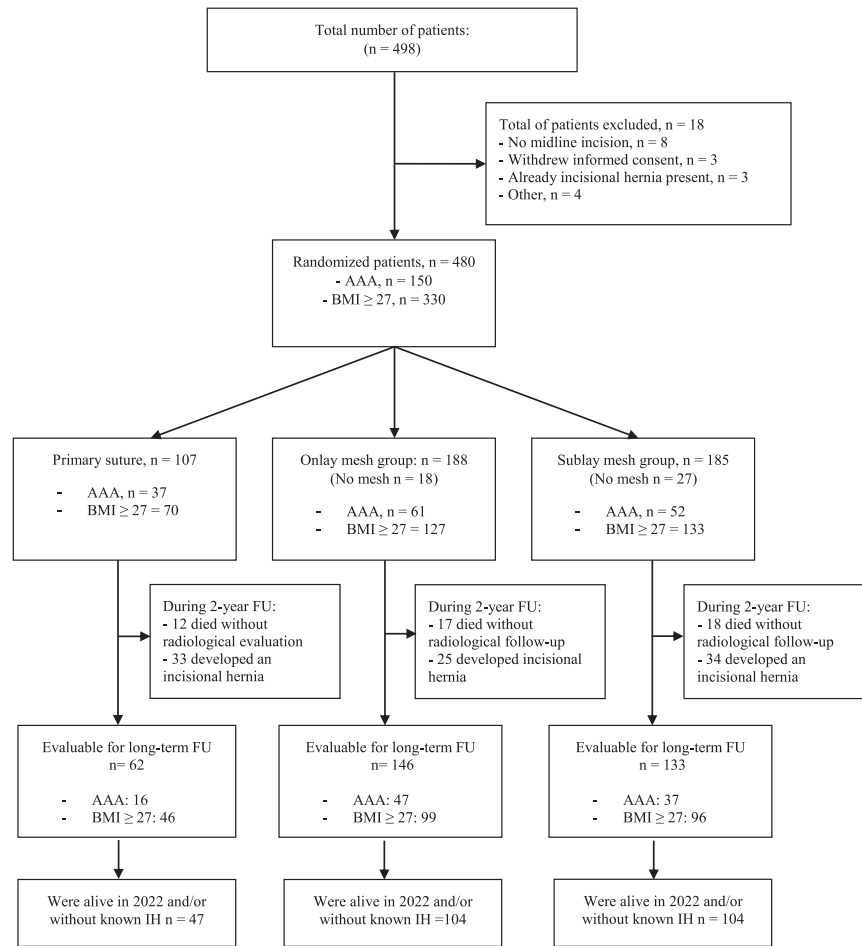 Total number of patients:
(n = 498)
Total of patients excluded, n = 18
- No midline incision, n = 8
- Withdrew informed consent, n = 3
- Already incisional hernia present, n = 3
- Other, n = 4
Randomized patients, n = 480
- AAA, n = 150
- BMI ≥ 27, n = 330
Primary suture, n = 107
- AAA, n = 37
- BMI ≥ 27 = 70
Onlay mesh group: n = 188
(No mesh n = 18)
- AAA, n = 61
- BMI ≥ 27 = 127
Sublay mesh group, n = 185
(No mesh n = 27)
- AAA, n = 52
- BMI ≥ 27 = 133
During 2-year FU:
- 12 died without
radiological evaluation
- 33 developed an
incisional hernia
During 2-year FU:
- 17 died without
radiological follow-up
- 25 developed incisional
hernia
During 2-year FU:
- 18 died without
radiological follow-up
- 34 developed an
incisional hernia
Evaluable for long-term FU
n= 62
- AAA: 16
- BMI ≥ 27: 46
Evaluable for long-term FU
n = 146
- AAA: 47
- BMI ≥ 27: 99
Evaluable for long-term FU
n = 133
- AAA: 37
- BMI ≥ 27: 96
Were alive in 2022 and/or
without known IH n = 47
Were alive in 2022 and/or
without known IH =104
Were alive in 2022 and/or
without known IH n = 104